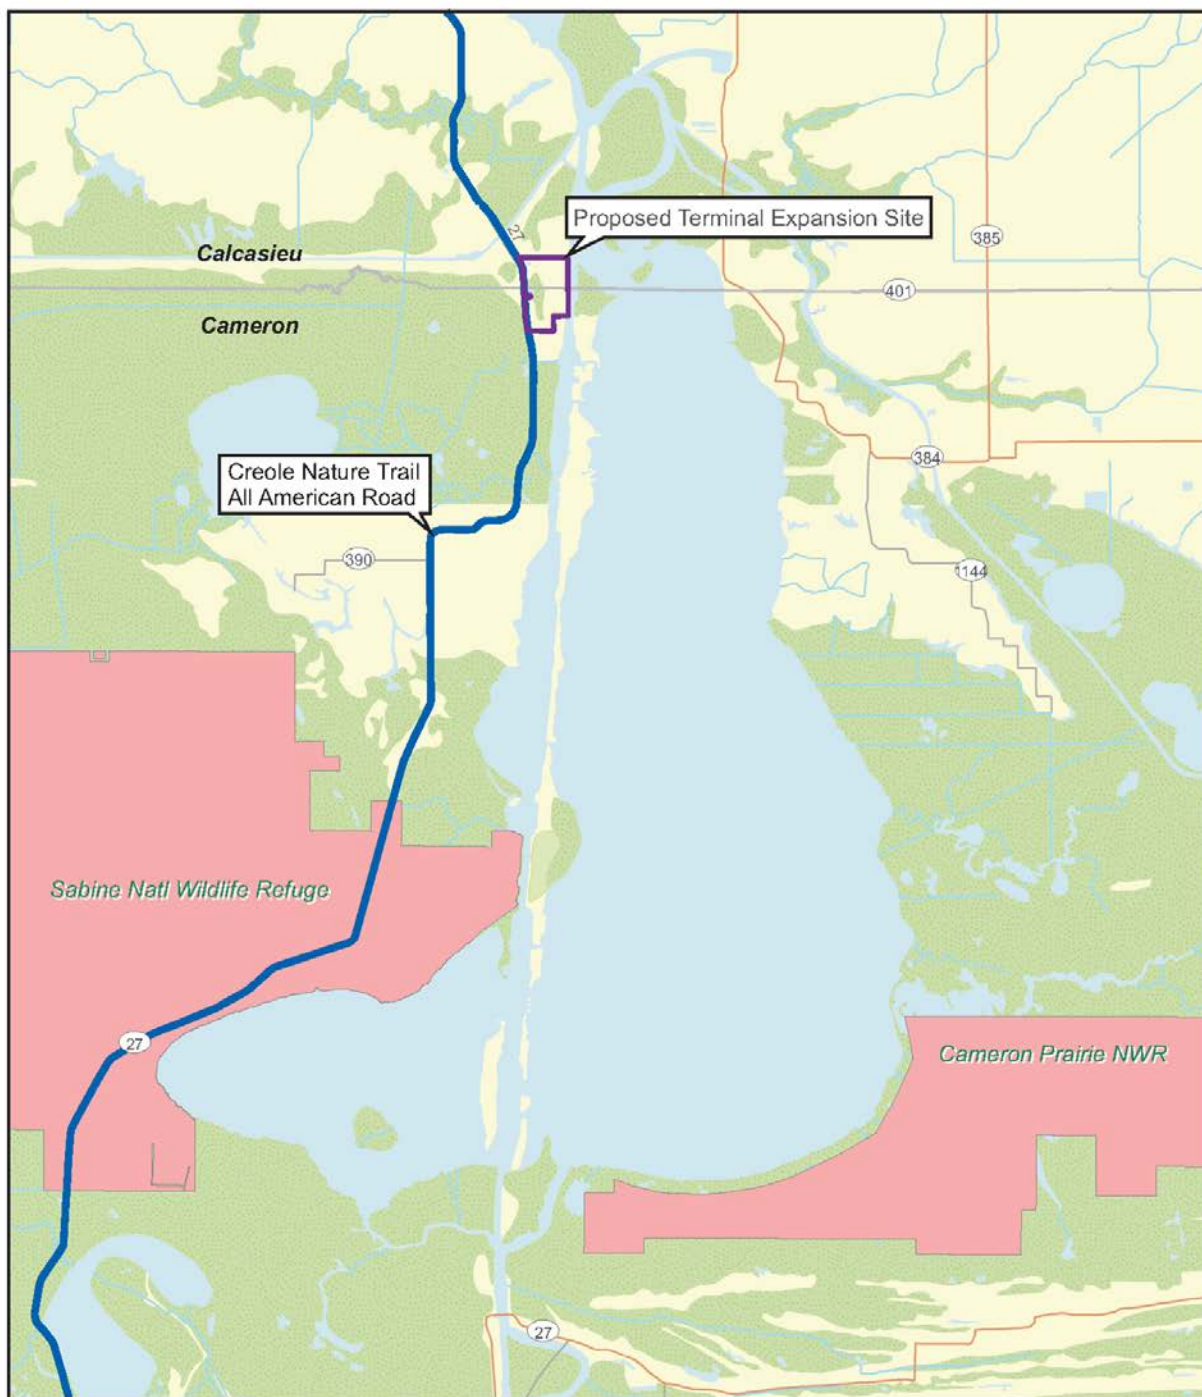 27
Proposed Terminal Expansion Site
385
Calcasieu
401
Cameron
384
Creole Nature Trail
All American Road
390
1144
Sabine Natl Wildlife Refuge
27
Cameron Prairie NWR
27